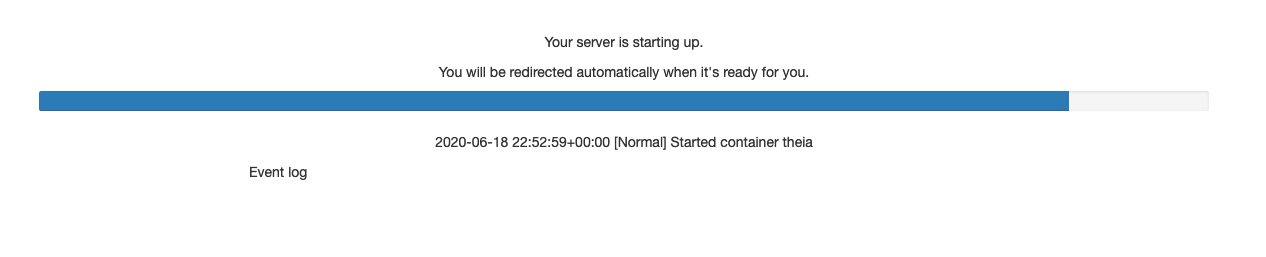 Your server is starting up.
You will be redirected automatically when it's ready for you.
2020-06-18 22:52:59+00:00 [Normal] Started container theia
Event log